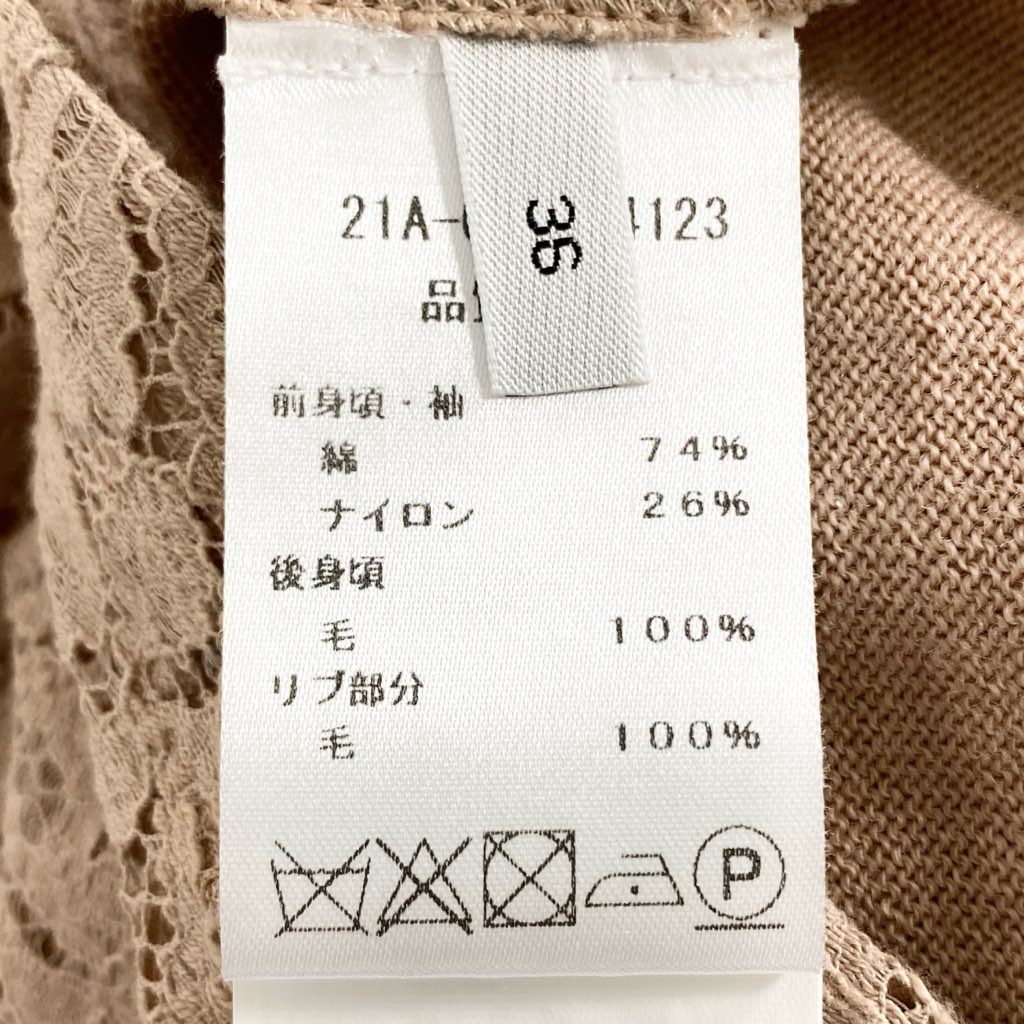 21A- 4123
36
品
前身頃・袖
綿 74%
ナイロン 26%
後身頃
毛 100%
リブ部分
毛 100%
P